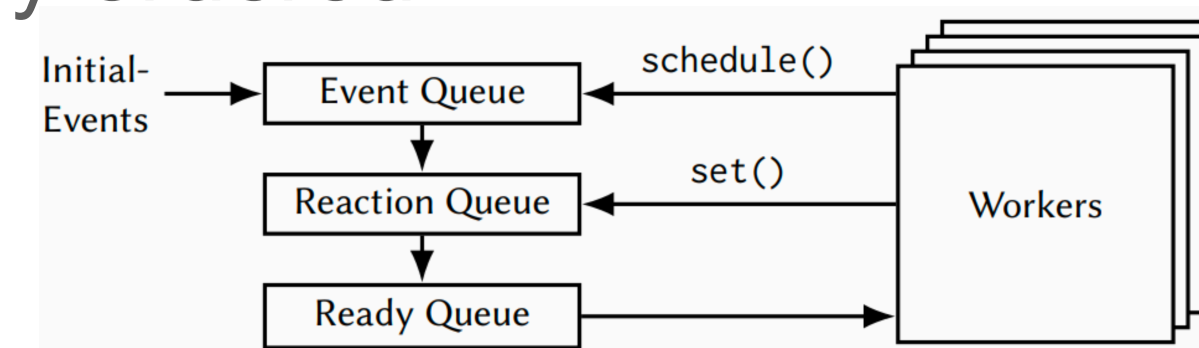 schedule()
Initial-
Events
Event Queue
set()
Reaction Queue
Workers
Ready Queue